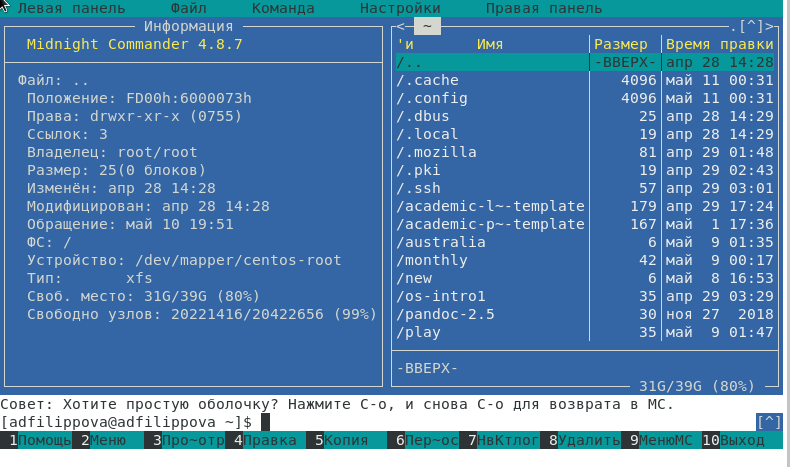 Левая панель Файл Команда Настройки Правая панель
Информация
Midnight Commander 4.8.7
Файл: ..
Положение: FD00h:6000073h
Права: drwxr-xr-x (0755)
Ссылок: 3
Владелец: root/root
Размер: 25(0 блоков)
Изменён: апр 28 14:28
Модифицирован: апр 28 14:28
Обращение: май 10 19:51
ФС: /
Устройство: /dev/mapper/centos-root
Тип: xfs
Своб. место: 31G/39G (80%)
Свободно узлов: 20221416/20422656 (99%)
<─ ~ .[^]>
'и Имя Размер Время правки
/.. -ВВЕРХ- апр 28 14:28
/.cache 4096 май 11 00:31
/.config 4096 май 11 00:31
/.dbus 25 апр 28 14:29
/.local 19 апр 28 14:29
/.mozilla 81 апр 29 01:48
/.pki 19 апр 29 02:43
/.ssh 57 апр 29 03:01
/academic-l~-template 179 апр 29 17:24
/academic-p~-template 167 май 1 17:36
/australia 6 май 9 01:35
/monthly 42 май 9 00:17
/new 6 май 8 16:53
/os-intro1 35 апр 29 03:29
/pandoc-2.5 30 ноя 27 2018
/play 35 май 9 01:47
-ВВЕРХ-
31G/39G (80%)
Совет: Хотите простую оболочку? Нажмите C-o, и снова C-o для возврата в MC.
[adfilippova@adfilippova ~]$ [^]
1Помощь 2Меню 3Про~отр 4Правка 5Копия 6Пер~ос 7НвКтлог 8Удалить 9МенюMC 10Выход